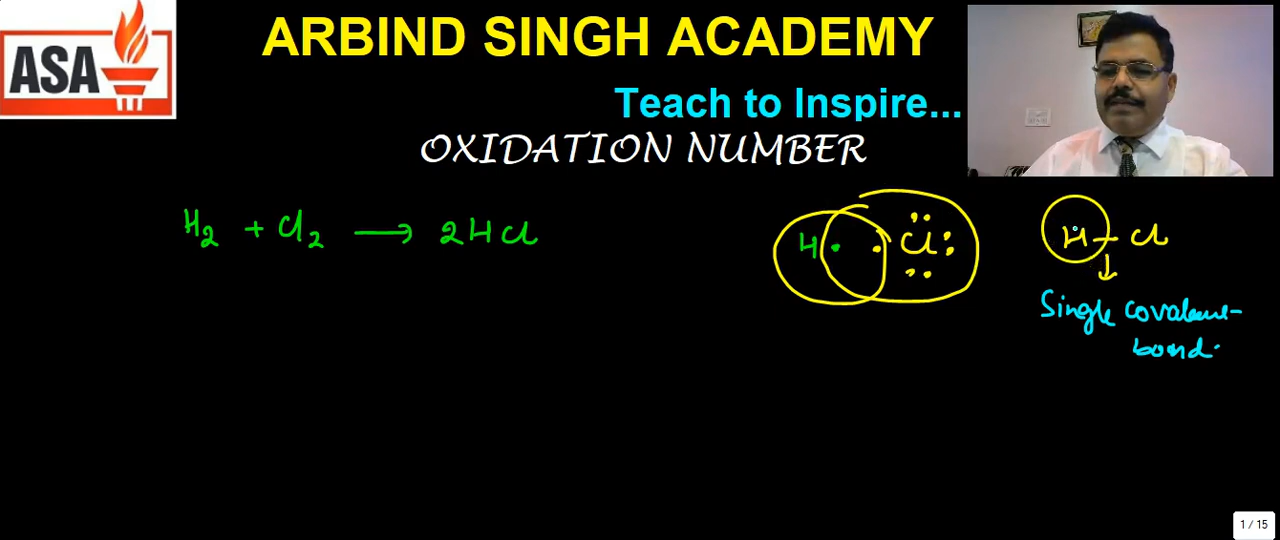 ASA
ARBIND SINGH ACADEMY
Teach to Inspire...
OXIDATION NUMBER
H₂ + Cl₂ → 2HCl
H · · Cl :
H - Cl
Single covalent
bond.
1 / 15